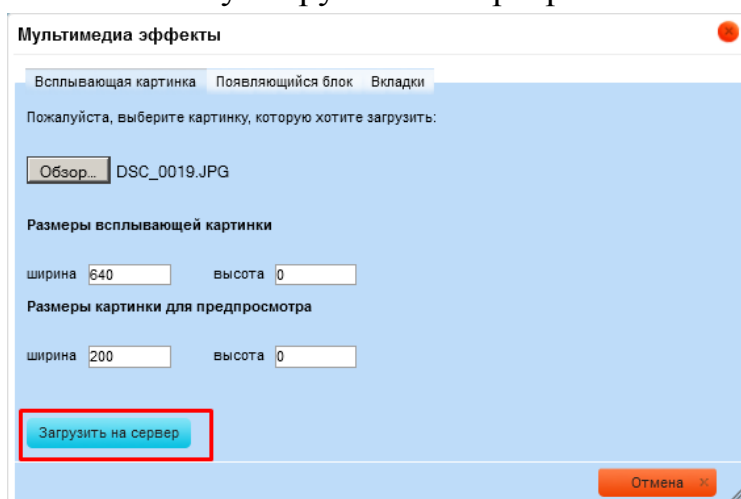 Мультимедиа эффекты
Всплывающая картинка Появляющийся блок Вкладки
Пожалуйста, выберите картинку, которую хотите загрузить:
Обзор... DSC_0019.JPG
Размеры всплывающей картинки
ширина 640 высота 0
Размеры картинки для предпросмотра
ширина 200 высота 0
Загрузить на сервер
Отмена